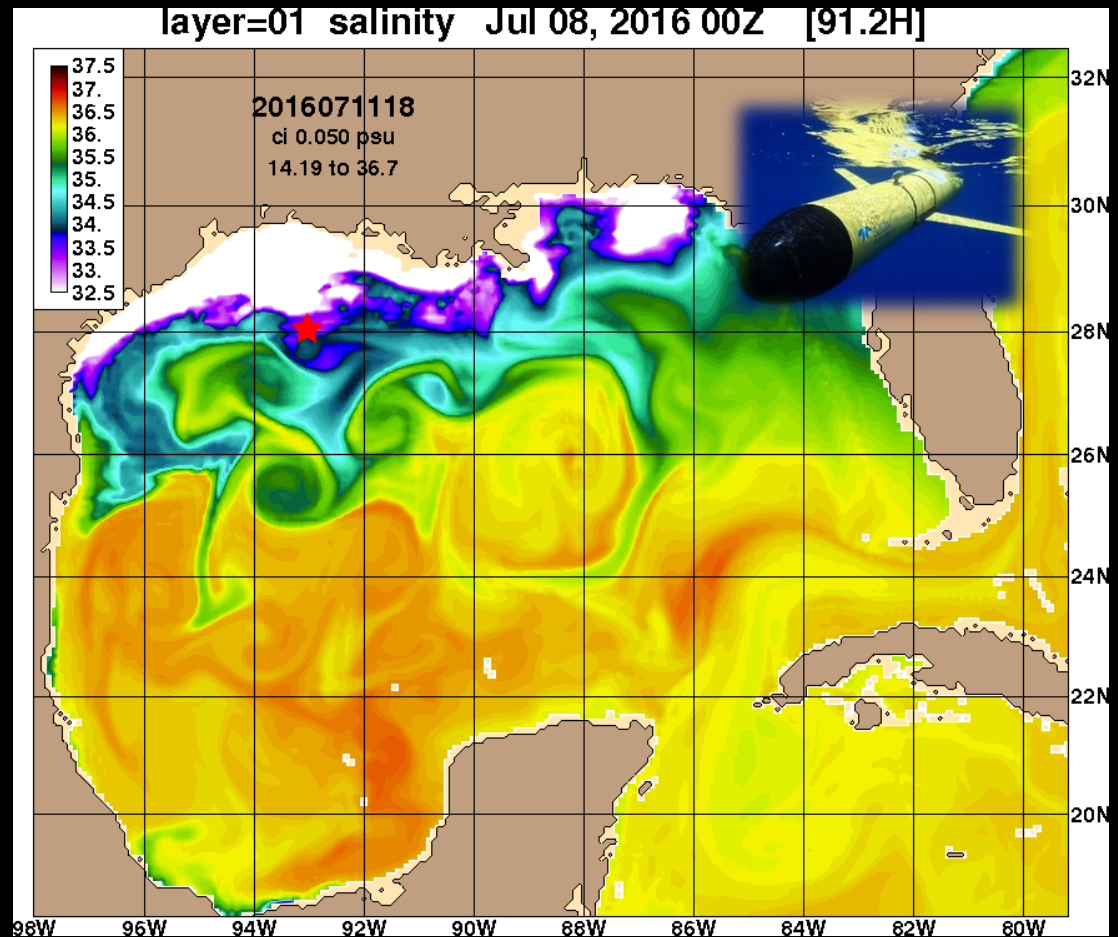 layer=01 salinity Jul 08, 2016 00Z [91.2H]
37.5
37.
36.5
36.
35.5
35.
34.5
34.
33.5
33.
32.5
2016071118
ci 0.050 psu
14.19 to 36.7
32N
30N
28N
26N
24N
22N
20N
98W 96W 94W 92W 90W 88W 86W 84W 82W 80W